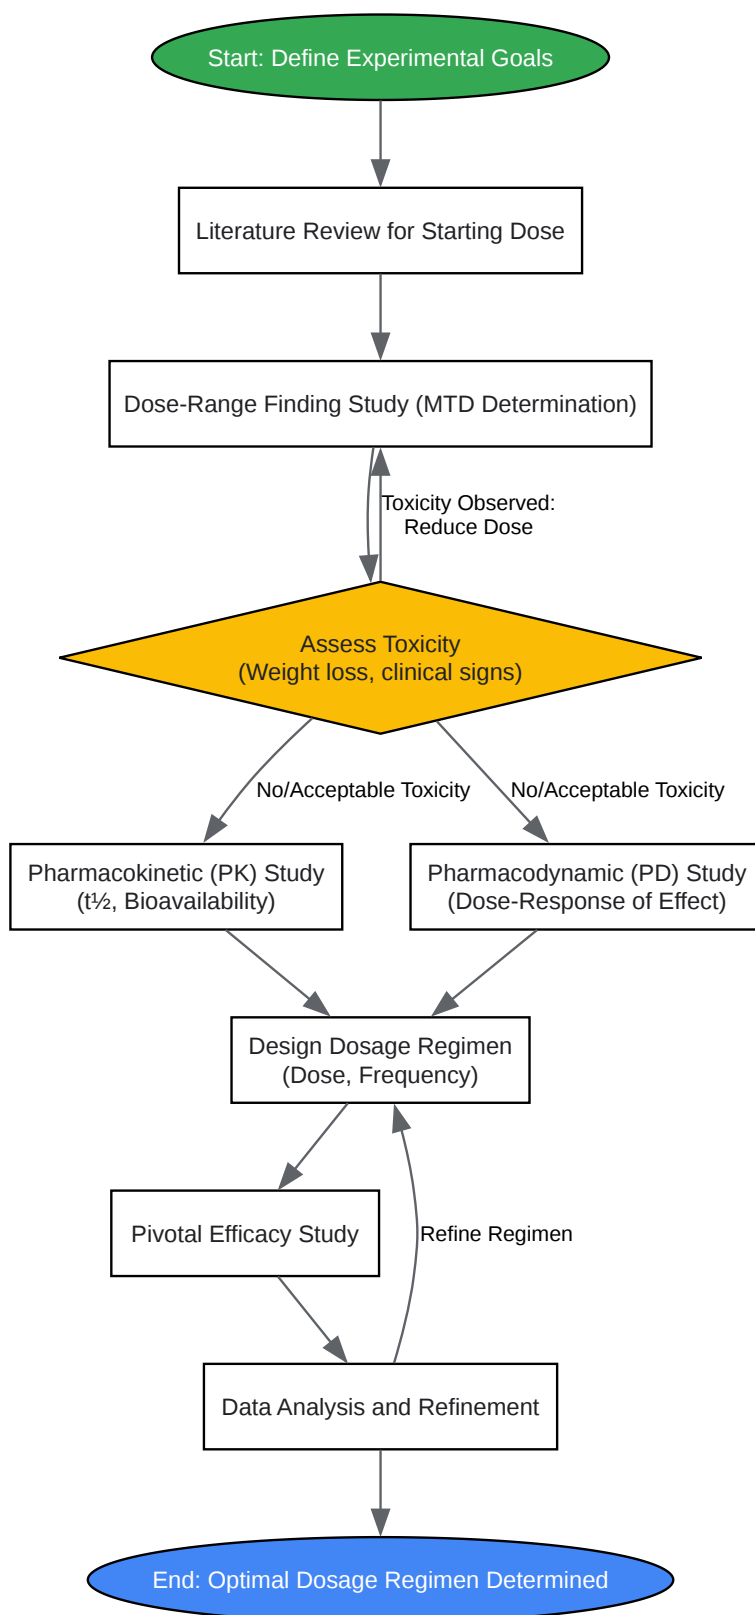 Start: Define Experimental Goals
Literature Review for Starting Dose
Dose-Range Finding Study (MTD Determination)
Toxicity Observed:
Reduce Dose
Assess Toxicity
(Weight loss, clinical signs)
No/Acceptable Toxicity
No/Acceptable Toxicity
Pharmacokinetic (PK) Study
(t½, Bioavailability)
Pharmacodynamic (PD) Study
(Dose-Response of Effect)
Design Dosage Regimen
(Dose, Frequency)
Pivotal Efficacy Study
Refine Regimen
Data Analysis and Refinement
End: Optimal Dosage Regimen Determined